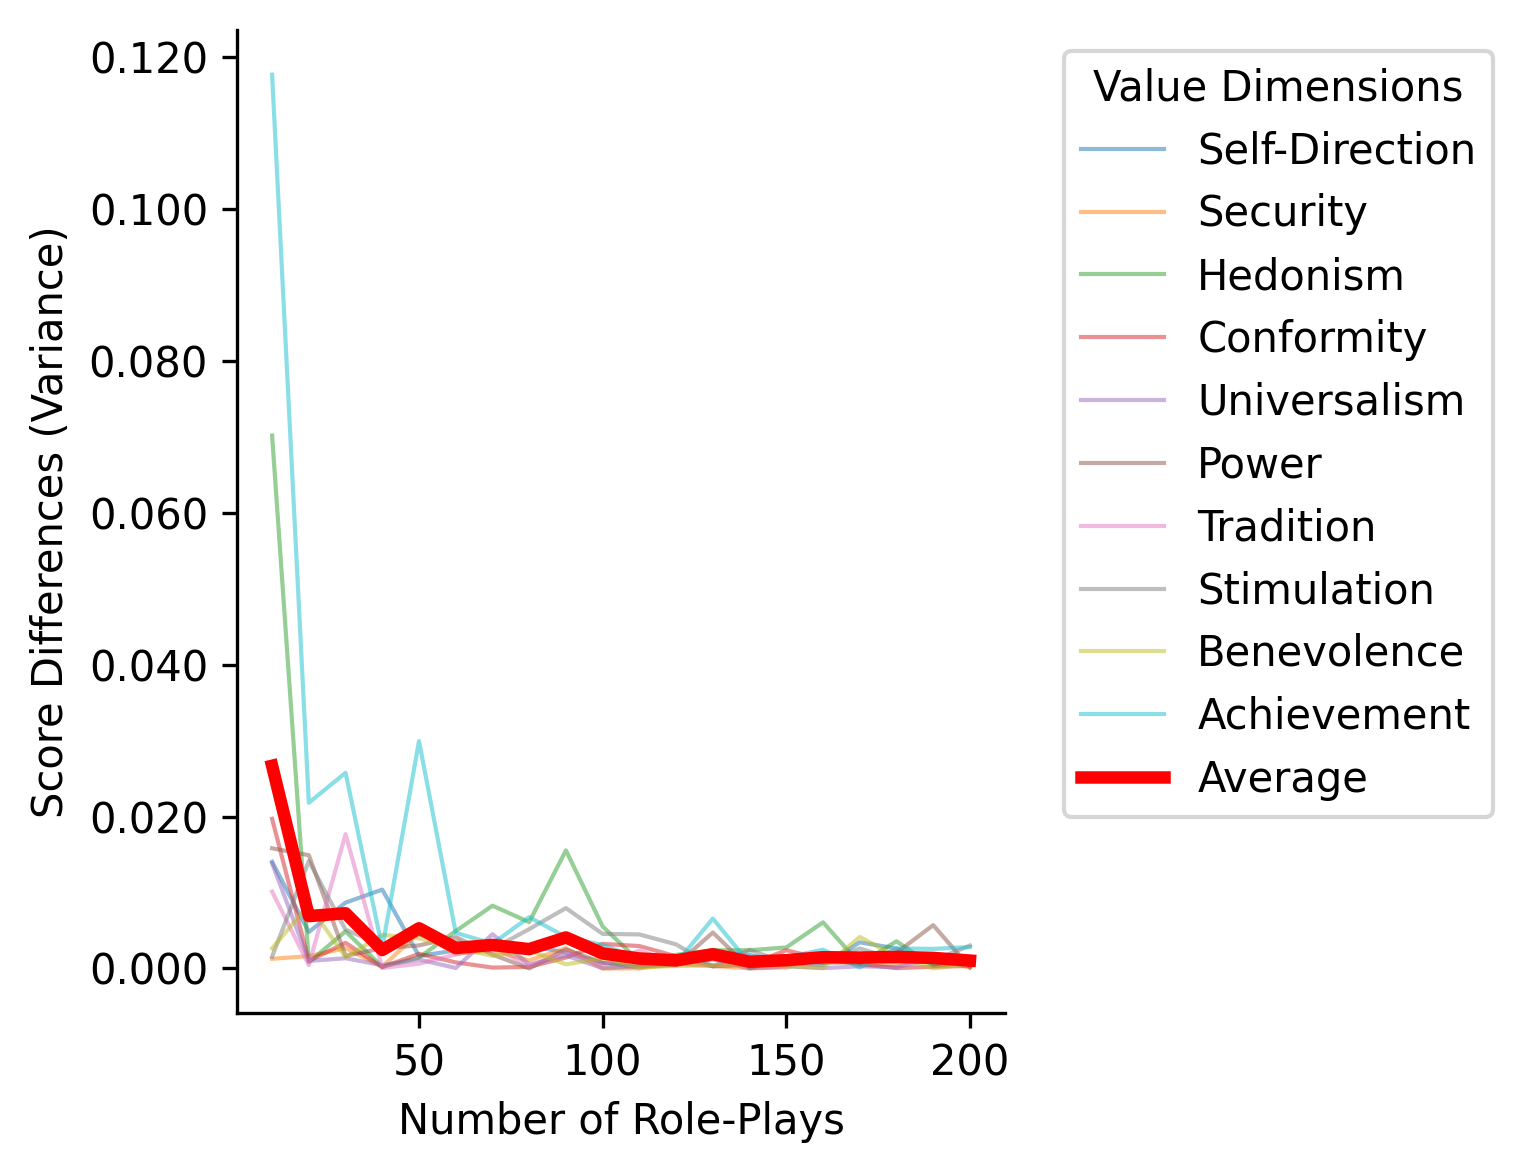 0.120
0.100
0.080
0.060
0.040
0.020
0.000
Score Differences (Variance)
50
100
150
200
Number of Role-Plays
Value Dimensions
Self-Direction
Security
Hedonism
Conformity
Universalism
Power
Tradition
Stimulation
Benevolence
Achievement
Average